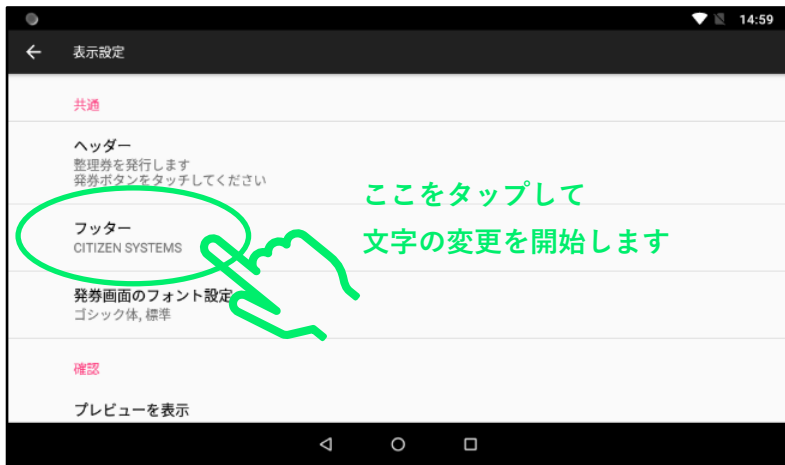 14:59
表示設定
共通
ヘッダー
整理券を発行します
発券ボタンをタッチしてください
ここをタップして
文字の変更を開始します
フッター
CITIZEN SYSTEMS
発券画面のフォント設定
ゴシック体, 標準
確認
プレビューを表示